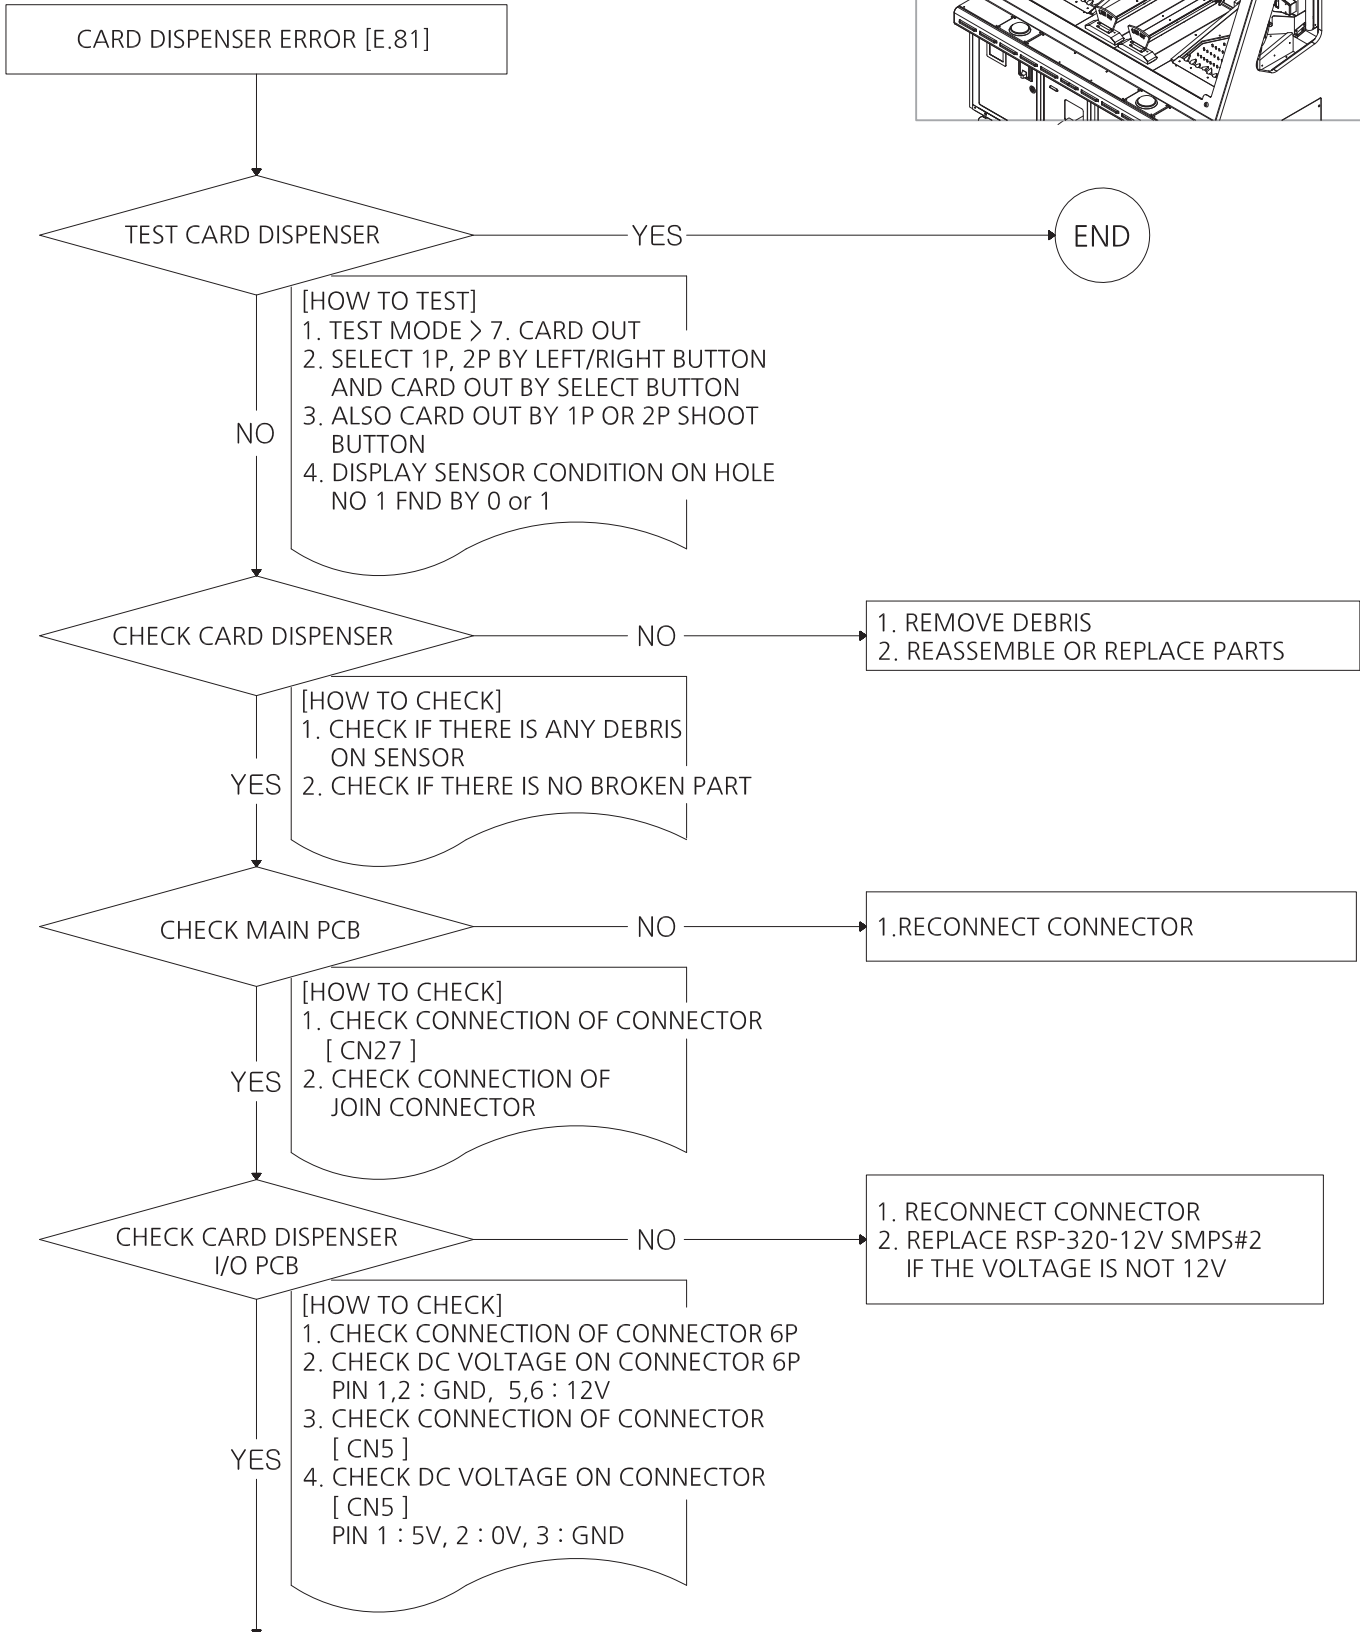 CARD DISPENSER ERROR [E.81]
TEST CARD DISPENSER
YES
END
[HOW TO TEST]
1. TEST MODE > 7. CARD OUT
2. SELECT 1P, 2P BY LEFT/RIGHT BUTTON
AND CARD OUT BY SELECT BUTTON
3. ALSO CARD OUT BY 1P OR 2P SHOOT
BUTTON
4. DISPLAY SENSOR CONDITION ON HOLE
NO 1 FND BY 0 or 1
NO
CHECK CARD DISPENSER
NO
1. REMOVE DEBRIS
2. REASSEMBLE OR REPLACE PARTS
[HOW TO CHECK]
1. CHECK IF THERE IS ANY DEBRIS
ON SENSOR
2. CHECK IF THERE IS NO BROKEN PART
YES
CHECK MAIN PCB
NO
1.RECONNECT CONNECTOR
[HOW TO CHECK]
1. CHECK CONNECTION OF CONNECTOR
[ CN27 ]
2. CHECK CONNECTION OF
JOIN CONNECTOR
YES
CHECK CARD DISPENSER
I/O PCB
NO
1. RECONNECT CONNECTOR
2. REPLACE RSP-320-12V SMPS#2
IF THE VOLTAGE IS NOT 12V
[HOW TO CHECK]
1. CHECK CONNECTION OF CONNECTOR 6P
2. CHECK DC VOLTAGE ON CONNECTOR 6P
PIN 1,2 : GND, 5,6 : 12V
3. CHECK CONNECTION OF CONNECTOR
[ CN5 ]
4. CHECK DC VOLTAGE ON CONNECTOR
[ CN5 ]
PIN 1 : 5V, 2 : 0V, 3 : GND
YES